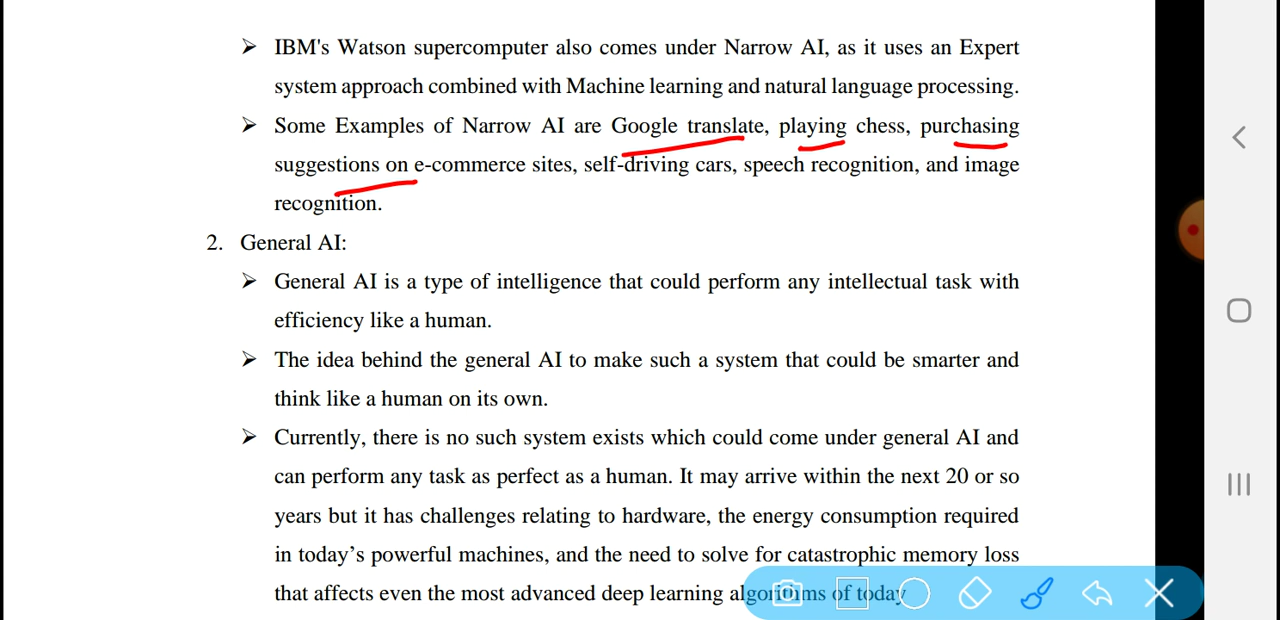 ➢ IBM's Watson supercomputer also comes under Narrow AI, as it uses an Expert
system approach combined with Machine learning and natural language processing.
➢ Some Examples of Narrow AI are Google translate, playing chess, purchasing
suggestions on e-commerce sites, self-driving cars, speech recognition, and image
recognition.
2. General AI:
➢ General AI is a type of intelligence that could perform any intellectual task with
efficiency like a human.
➢ The idea behind the general AI to make such a system that could be smarter and
think like a human on its own.
➢ Currently, there is no such system exists which could come under general AI and
can perform any task as perfect as a human. It may arrive within the next 20 or so
years but it has challenges relating to hardware, the energy consumption required
in today’s powerful machines, and the need to solve for catastrophic memory loss
that affects even the most advanced deep learning algorithms of today